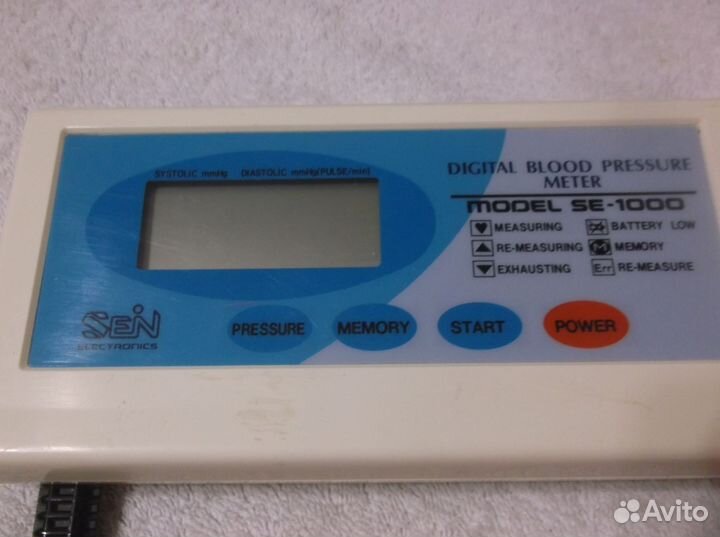 SYSTOLIC mmHg DIASTOLIC mmHg(PULSE/min)
DIGITAL BLOOD PRESSURE
METER
MODEL SE-1000
MEASURING BATTERY LOW
RE-MEASURING M MEMORY
EXHAUSTING Err RE-MEASURE
SEIN
ELECTRONICS
PRESSURE MEMORY START POWER
Avito